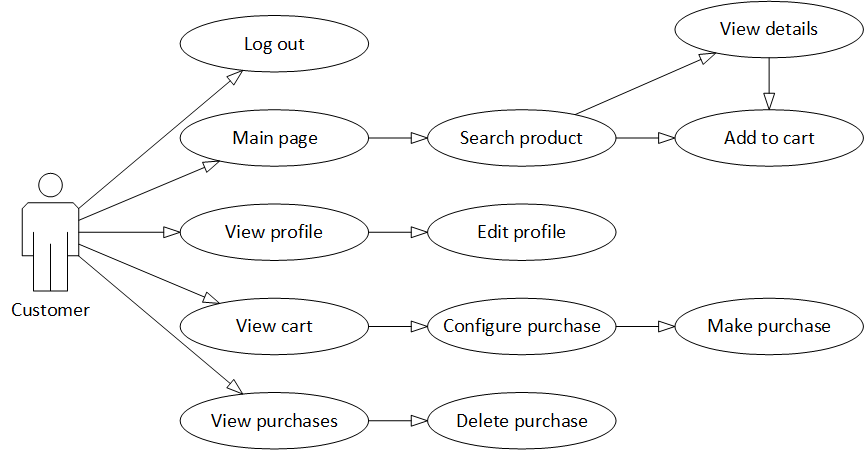 View details
Log out
Main page
Search product
Add to cart
View profile
Edit profile
Customer
View cart
Configure purchase
Make purchase
View purchases
Delete purchase